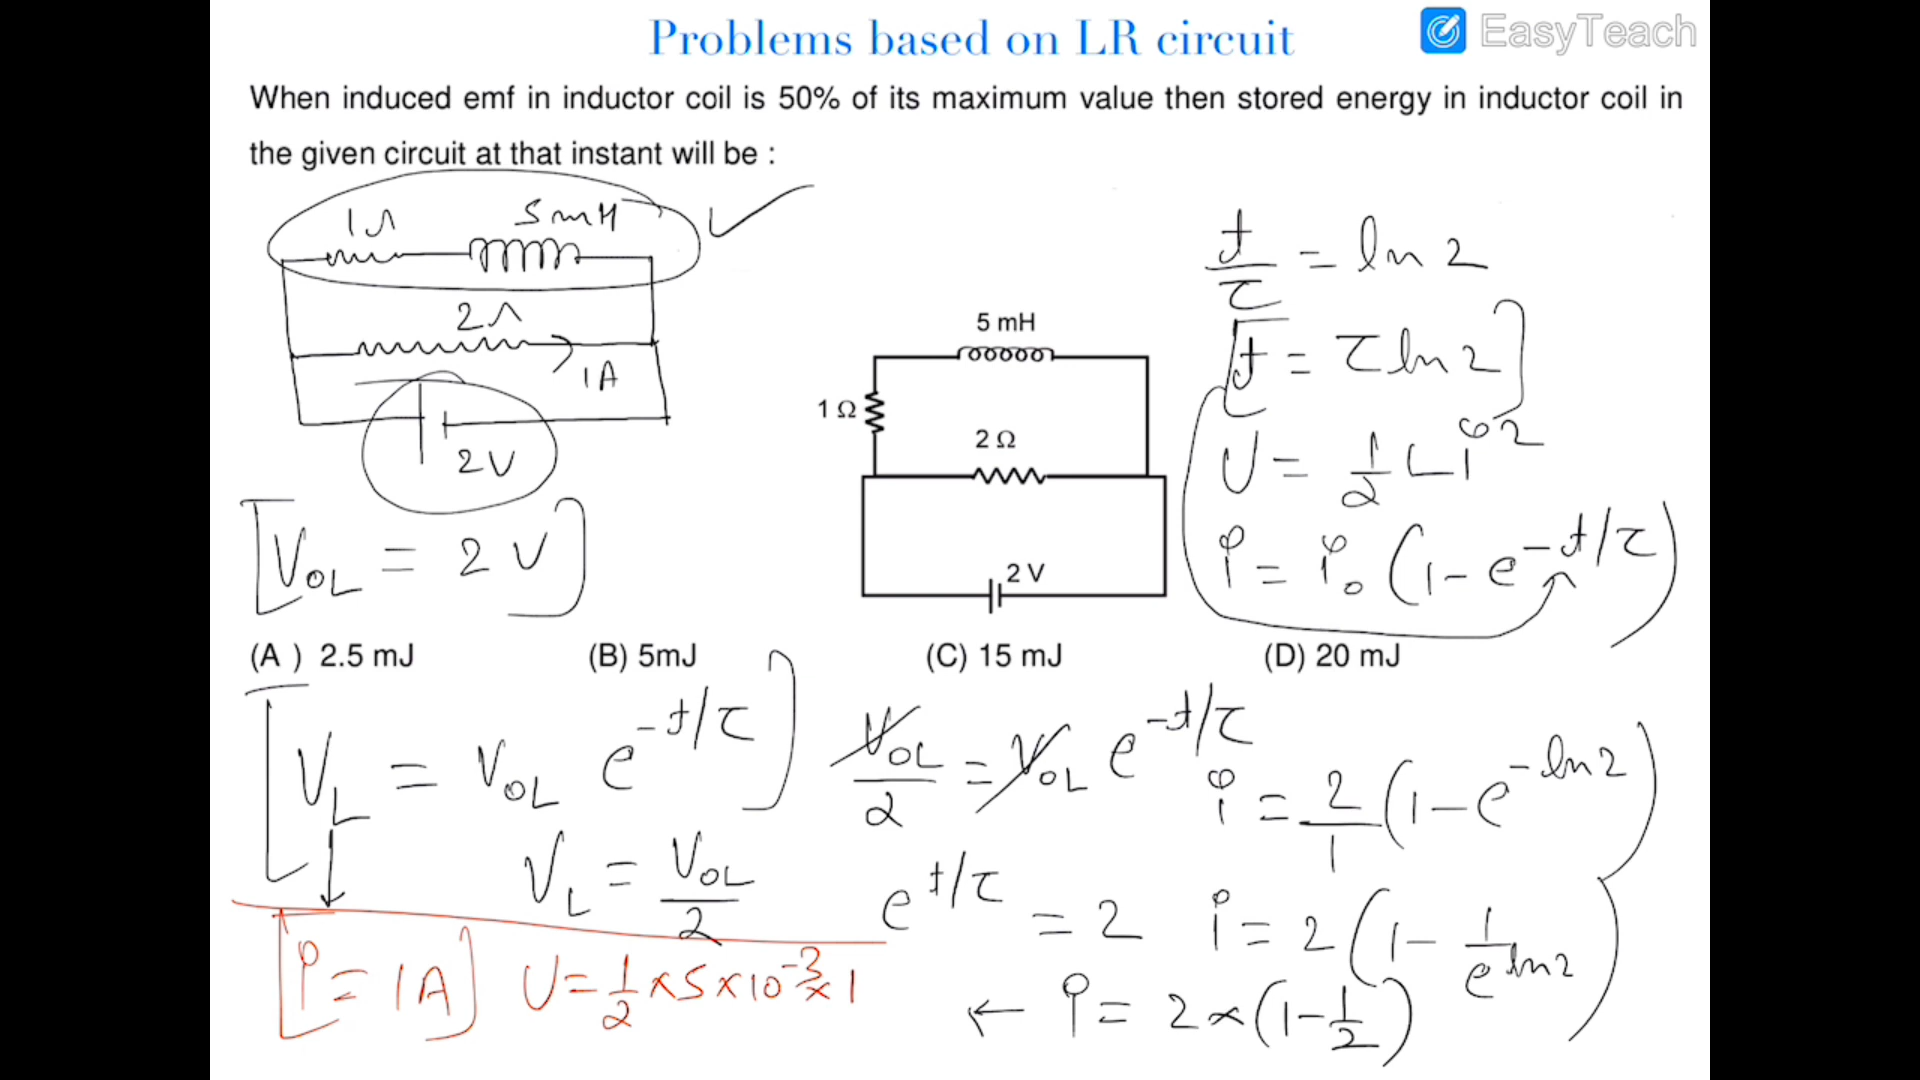 Problems based on LR circuit
EasyTeach
When induced emf in inductor coil is 50% of its maximum value then stored energy in inductor coil in
the given circuit at that instant will be :
1Ω
5mH
2Ω
1A
2V
V₀L = 2 V
5 mH
1 Ω
2 Ω
2 V
t/τ = ln 2
t = τ ln 2
U = 1/2 L i²
i = i₀ (1 - e^-t/τ)
(A ) 2.5 mJ
(B) 5mJ
(C) 15 mJ
(D) 20 mJ
V_L = V₀L e^-t/τ
V_L = V₀L/2
i = 1A
U = 1/2 × 5 × 10^-3 × 1
V₀L/2 = V₀L e^-t/τ
e^t/τ = 2
i = 2/1 (1 - e^-ln2)
i = 2 (1 - 1/e^ln2)
← i = 2 × (1 - 1/2)